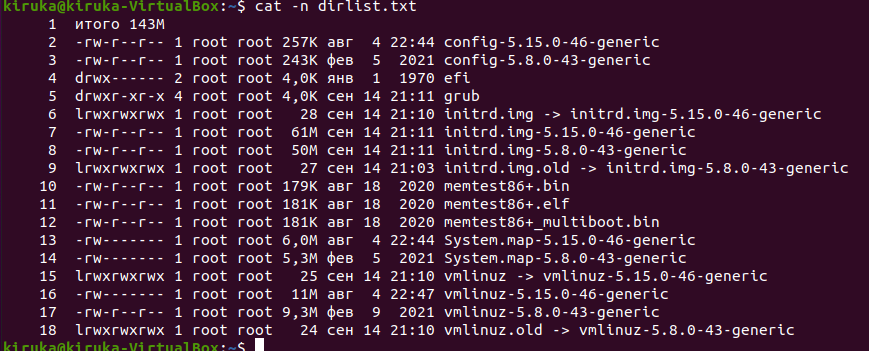 kiruka@kiruka-VirtualBox:~$ cat -n dirlist.txt
     1  итого 143M
     2  -rw-r--r-- 1 root root 257K авг  4 22:44 config-5.15.0-46-generic
     3  -rw-r--r-- 1 root root 243K фев  5  2021 config-5.8.0-43-generic
     4  drwx------ 2 root root 4,0K янв  1  1970 efi
     5  drwxr-xr-x 4 root root 4,0K сен 14 21:11 grub
     6  lrwxrwxrwx 1 root root   28 сен 14 21:10 initrd.img -> initrd.img-5.15.0-46-generic
     7  -rw-r--r-- 1 root root  61M сен 14 21:11 initrd.img-5.15.0-46-generic
     8  -rw-r--r-- 1 root root  50M сен 14 21:11 initrd.img-5.8.0-43-generic
     9  lrwxrwxrwx 1 root root   27 сен 14 21:03 initrd.img.old -> initrd.img-5.8.0-43-generic
    10  -rw-r--r-- 1 root root 179K авг 18  2020 memtest86+.bin
    11  -rw-r--r-- 1 root root 181K авг 18  2020 memtest86+.elf
    12  -rw-r--r-- 1 root root 181K авг 18  2020 memtest86+_multiboot.bin
    13  -rw------- 1 root root 6,0M авг  4 22:44 System.map-5.15.0-46-generic
    14  -rw------- 1 root root 5,3M фев  5  2021 System.map-5.8.0-43-generic
    15  lrwxrwxrwx 1 root root   25 сен 14 21:10 vmlinuz -> vmlinuz-5.15.0-46-generic
    16  -rw------- 1 root root  11M авг  4 22:47 vmlinuz-5.15.0-46-generic
    17  -rw------- 1 root root 9,3M фев  9  2021 vmlinuz-5.8.0-43-generic
    18  lrwxrwxrwx 1 root root   24 сен 14 21:10 vmlinuz.old -> vmlinuz-5.8.0-43-generic
kiruka@kiruka-VirtualBox:~$